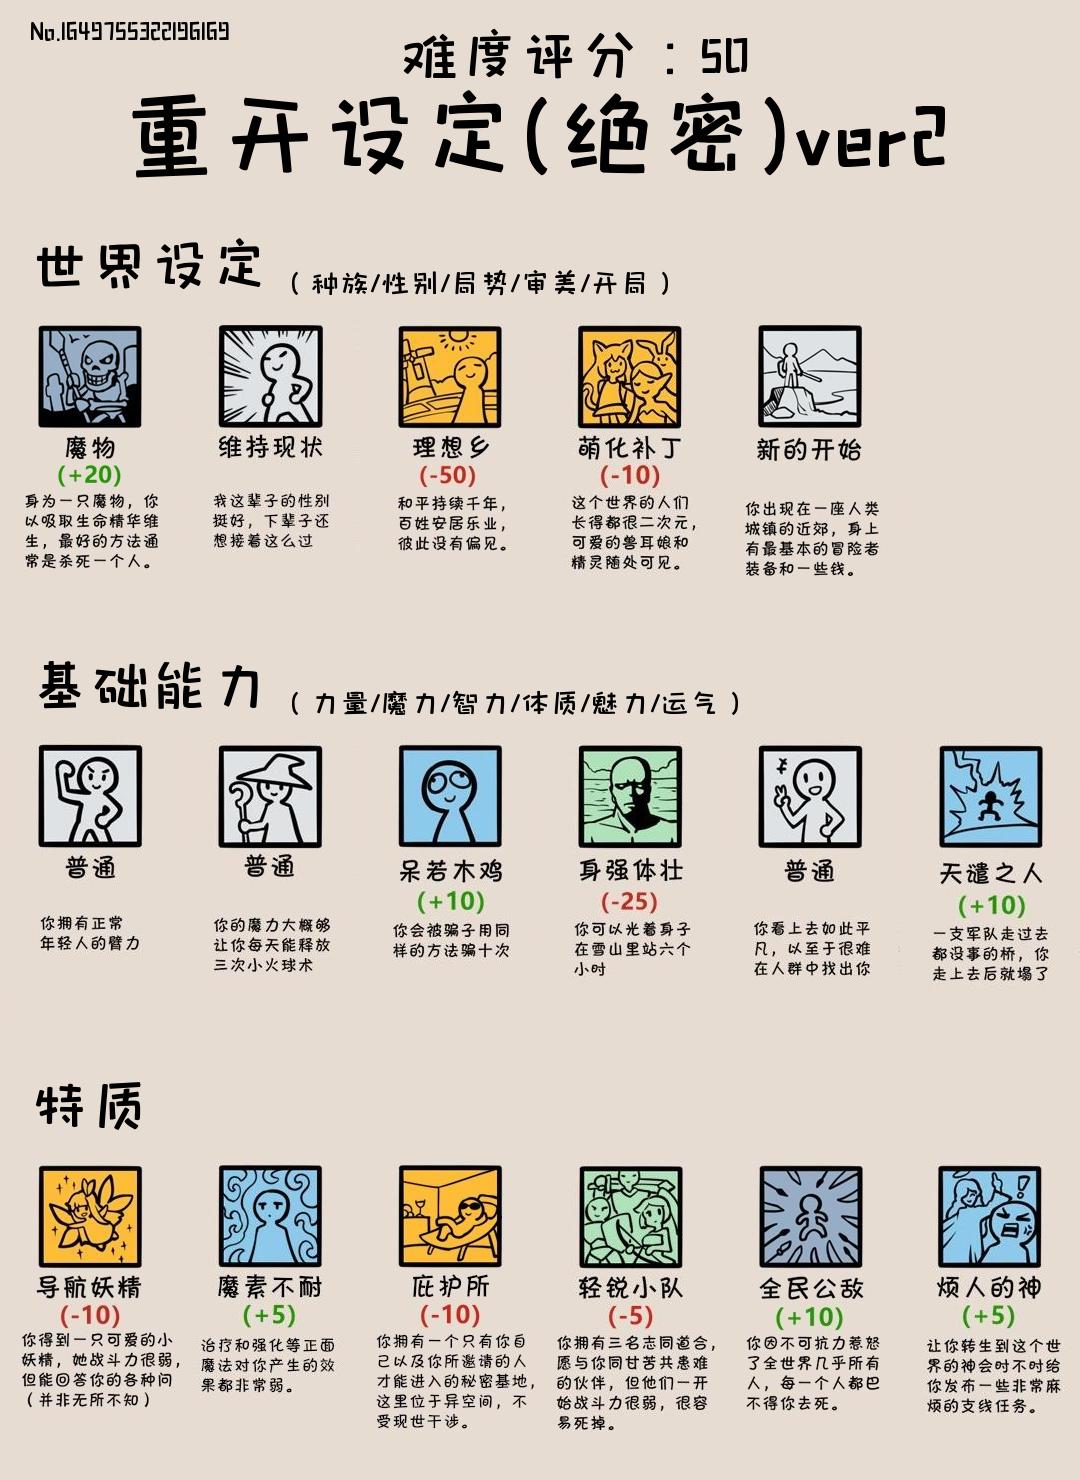 No.1649755322196169
难度评分：50
重开设定(绝密)ver2
世界设定（种族/性别/局势/审美/开局）
魔物
(+20)
身为一只魔物，你
以吸取生命精华维
生，最好的方法通
常是杀死一个人。
维持现状
我这辈子的性别
挺好，下辈子还
想接着这么过
理想乡
(-50)
和平持续千年，
百姓安居乐业，
彼此没有偏见。
萌化补丁
(-10)
这个世界的人们
长得都很二次元，
可爱的兽耳娘和
精灵随处可见。
新的开始
你出现在一座人类
城镇的近郊，身上
有最基本的冒险者
装备和一些钱。
基础能力（力量/魔力/智力/体质/魅力/运气）
普通
你拥有正常
年轻人的臂力
普通
你的魔力大概够
让你每天能释放
三次小火球术
呆若木鸡
(+10)
你会被骗子用同
样的方法骗十次
身强体壮
(-25)
你可以光着身子
在雪山里站六个
小时
普通
你看上去如此平
凡，以至于很难
在人群中找出你
天谴之人
(+10)
一支军队走过去
都没事的桥，你
走上去后就塌了
特质
导航妖精
(-10)
你得到一只可爱的小
妖精，她战斗力很弱，
但能回答你的各种问
（并非无所不知）
魔素不耐
(+5)
治疗和强化等正面
魔法对你产生的效
果都非常弱。
庇护所
(-10)
你拥有一个只有你自
己以及你所邀请的人
才能进入的秘密基地，
这里位于异空间，不
受现世干涉。
轻锐小队
(-5)
你拥有三名志同道合，
愿与你同甘苦共患难
的伙伴，但他们一开
始战斗力很弱，很容
易死掉。
全民公敌
(+10)
你因不可抗力惹怒
了全世界几乎所有
人，每一个人都巴
不得你去死。
烦人的神
(+5)
让你转生到这个世
界的神会时不时给
你发布一些非常麻
烦的支线任务。